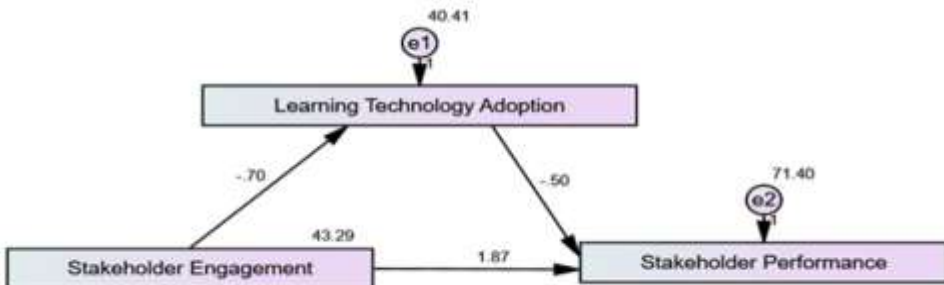 40.41
e1
1
Learning Technology Adoption
-.70
-.50
71.40
e2
1
43.29
Stakeholder Engagement
1.87
Stakeholder Performance